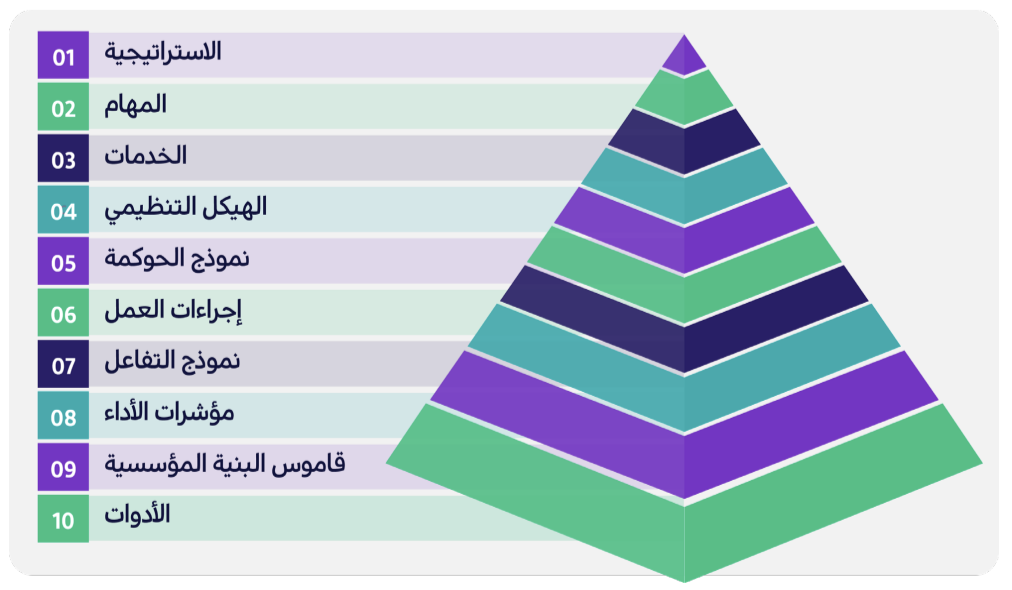 01 الاستراتيجية
02 المهام
03 الخدمات
04 الهيكل التنظيمي
05 نموذج الحوكمة
06 إجراءات العمل
07 نموذج التفاعل
08 مؤشرات الأداء
09 قاموس البنية المؤسسية
10 الأدوات